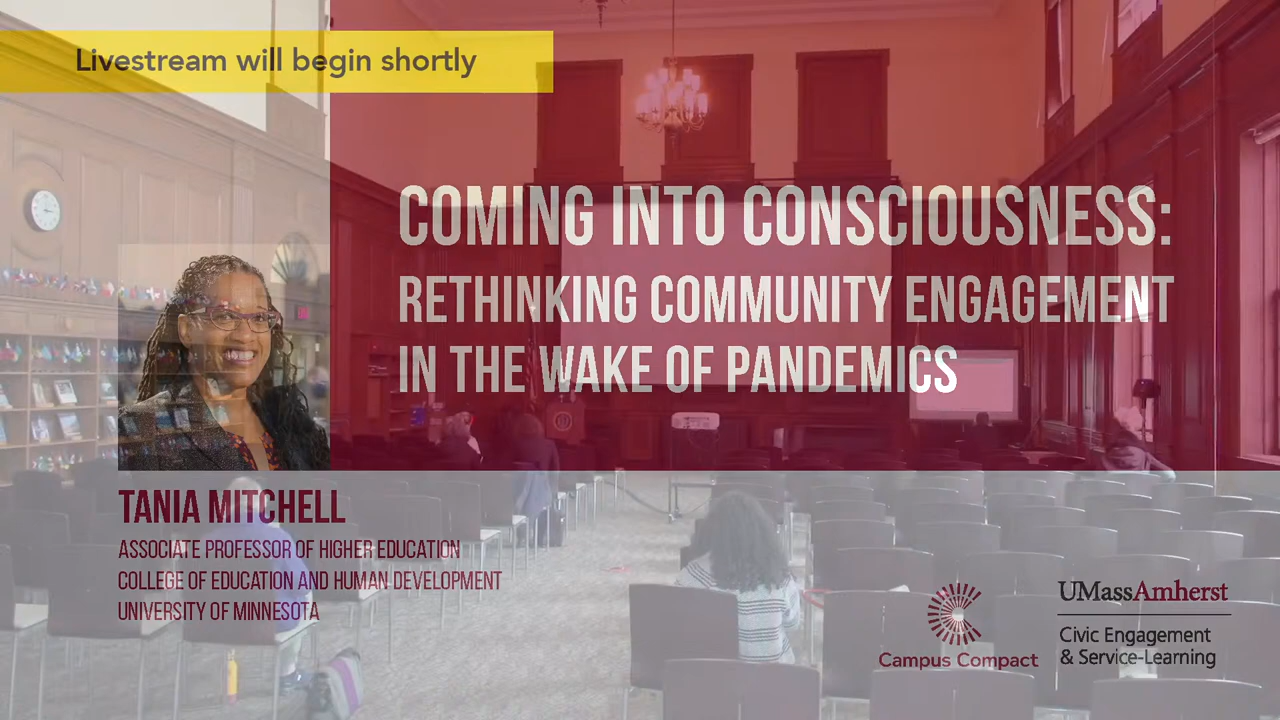 Livestream will begin shortly
COMING INTO CONSCIOUSNESS:
RETHINKING COMMUNITY ENGAGEMENT
IN THE WAKE OF PANDEMICS
TANIA MITCHELL
ASSOCIATE PROFESSOR OF HIGHER EDUCATION
COLLEGE OF EDUCATION AND HUMAN DEVELOPMENT
UNIVERSITY OF MINNESOTA
Campus Compact
UMassAmherst
Civic Engagement
& Service-Learning